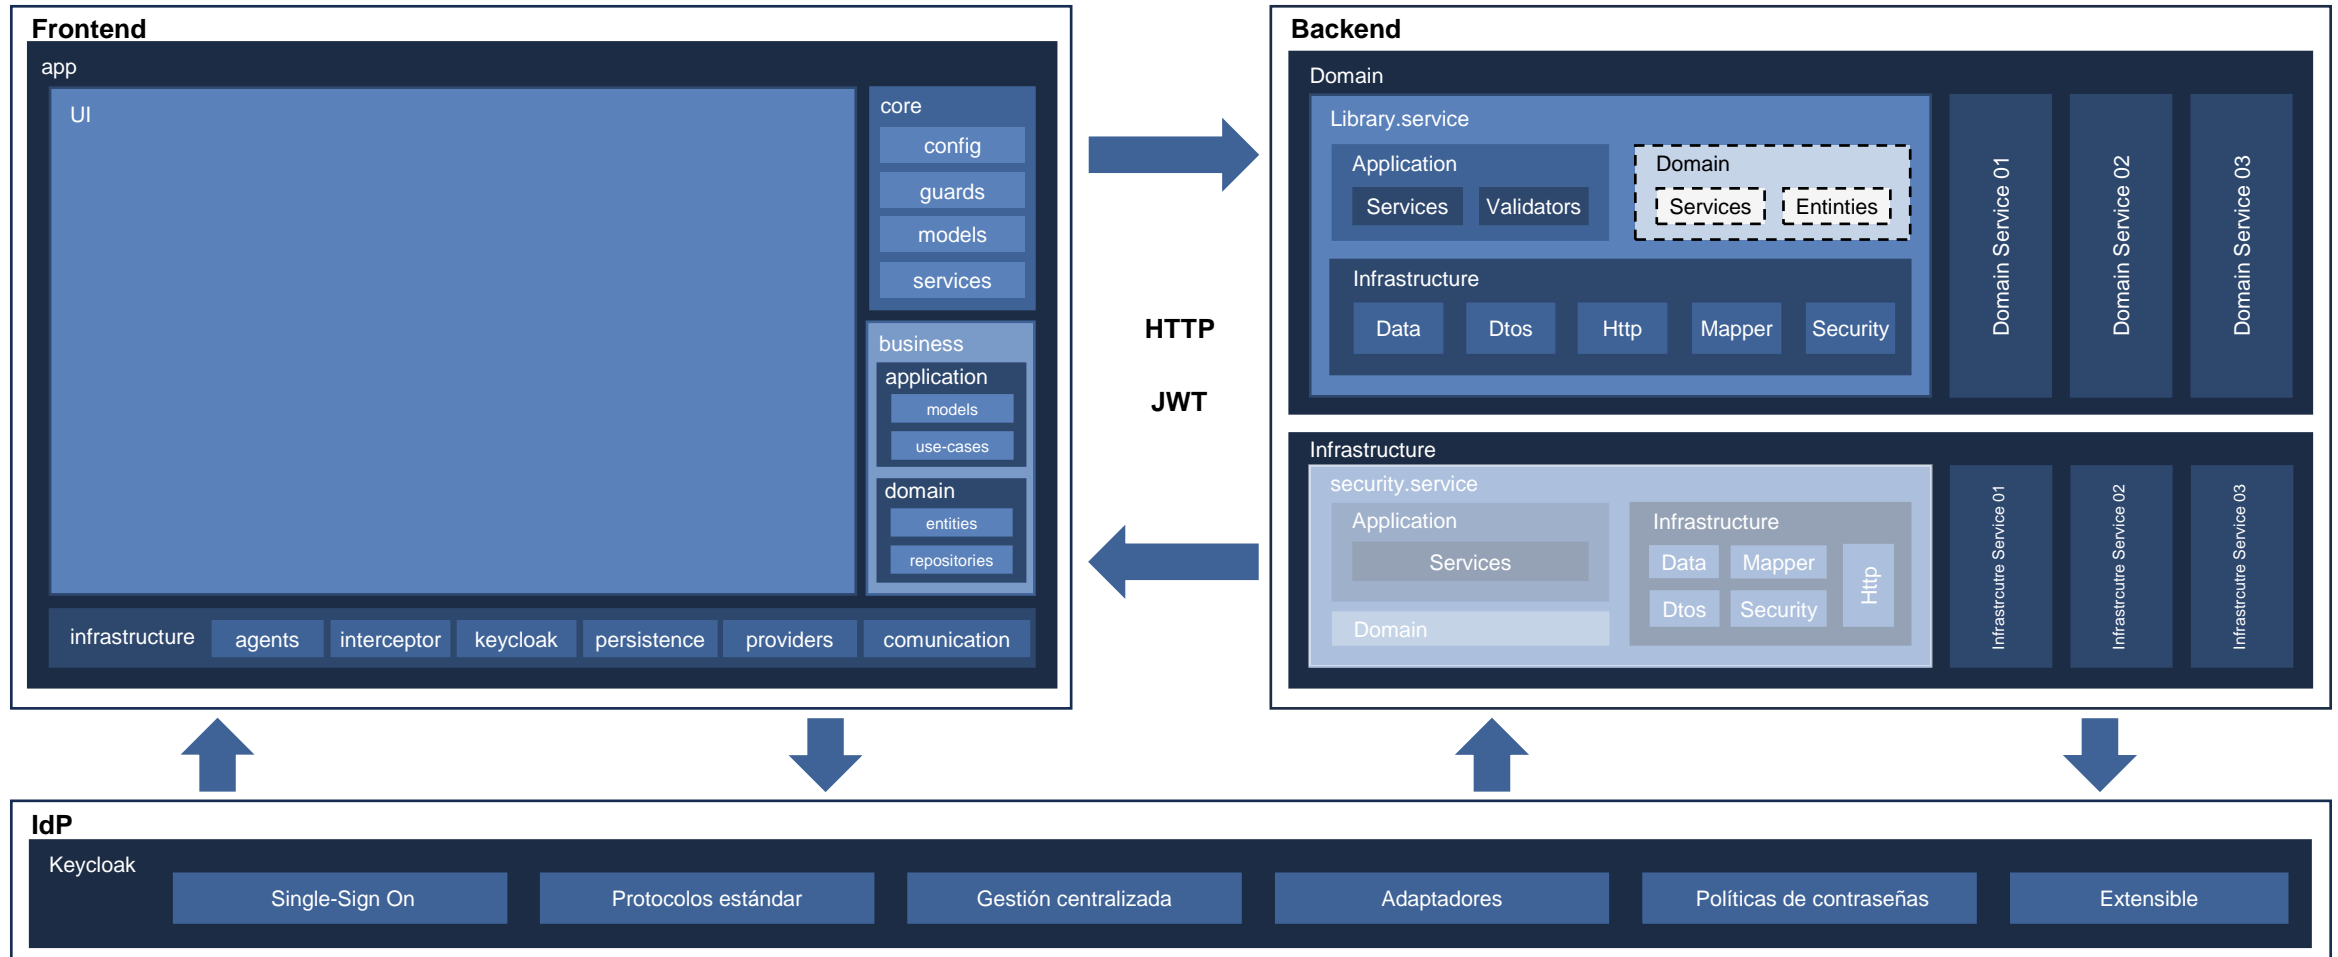 Frontend
app
UI
core
config
guards
models
services
business
application
models
use-cases
domain
entities
repositories
infrastructure
agents
interceptor
keycloak
persistence
providers
comunication
HTTP
JWT
Backend
Domain
Library.service
Application
Services
Validators
Domain
Services
Entinties
Infrastructure
Data
Dtos
Http
Mapper
Security
Domain Service 01
Domain Service 02
Domain Service 03
Infrastructure
security.service
Application
Services
Domain
Infrastructure
Data
Mapper
Dtos
Security
Http
Infrastrcutre Service 01
Infrastrcutre Service 02
Infrastrcutre Service 03
IdP
Keycloak
Single-Sign On
Protocolos estándar
Gestión centralizada
Adaptadores
Políticas de contraseñas
Extensible